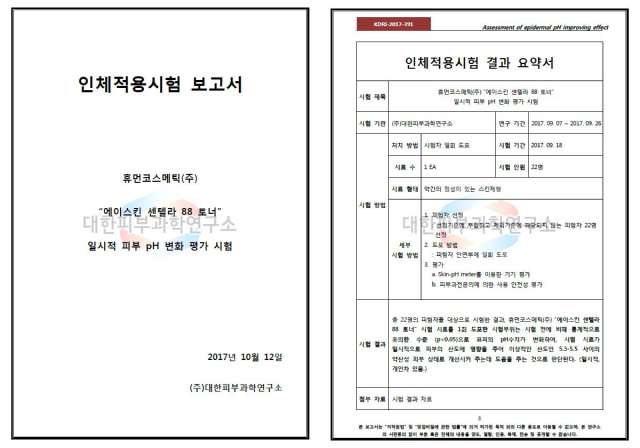 인체적용시험 보고서
휴먼코스메틱(주)
"에이스킨 센텔라 88 토너"
대한피부과학연구소
일시적 피부 pH 변화 평가 시험
2017년 10월 12일
(주)대한피부과학연구소
KDRI-2017-391
Assessment of epidermal pH improving effect
인체적용시험 결과 요약서
시험 제목
휴먼코스메틱(주) "에이스킨 센텔라 88 토너"
일시적 피부 pH 변화 평가 시험
시험 기관 (주)대한피부과학연구소 연구 기간 2017. 09. 07 ~ 2017. 09. 26
시험 방법
처치 방법 시험자 일회 도포 시험 기간 2017. 09. 18
시료 수 1 EA 시험 인원 22명
시료 형태 약간의 점성이 있는 스킨제형
대한피부과학연구소
세부
시험 방법
1. 피험자 선정
: 선정기준에 부합하고 제외기준에 해당되지 않는 피험자 22명
선정
2. 도포 방법
: 피험자 안면부에 일회 도포
3. 평가
a. Skin-pH meter를 이용한 기기 평가
b. 피부과전문의에 의한 사용 안전성 평가
시험 결과
총 22명의 피험자를 대상으로 시험한 결과, 휴먼코스메틱(주) "에이스킨 센텔라
88 토너" 시험 시료를 1회 도포한 시험부위는 시험 전에 비해 통계적으로
유의한 수준 (p<0.05)으로 표피의 pH수치가 변화하여, 시험 시료가
일시적으로 피부의 산도에 영향을 주어 이상적인 산도인 5.3~5.5 사이의
약산성 피부 상태로 개선시켜 주는데 도움을 주는 것으로 판단된다. (일시적,
개인차 있음.)
첨부 자료 시험 결과 자료
3
본 보고서는 "저작권법" 및 "영업비밀에 관한 법률"에 의거 허가된 목적 외의 다른 용도로 이용할 수 없으며, 본 연구소
의 서면동의 없이 부분 혹은 전체의 내용을 양도, 열람, 인용, 복제, 전송 및 공개할 수 없습니다.